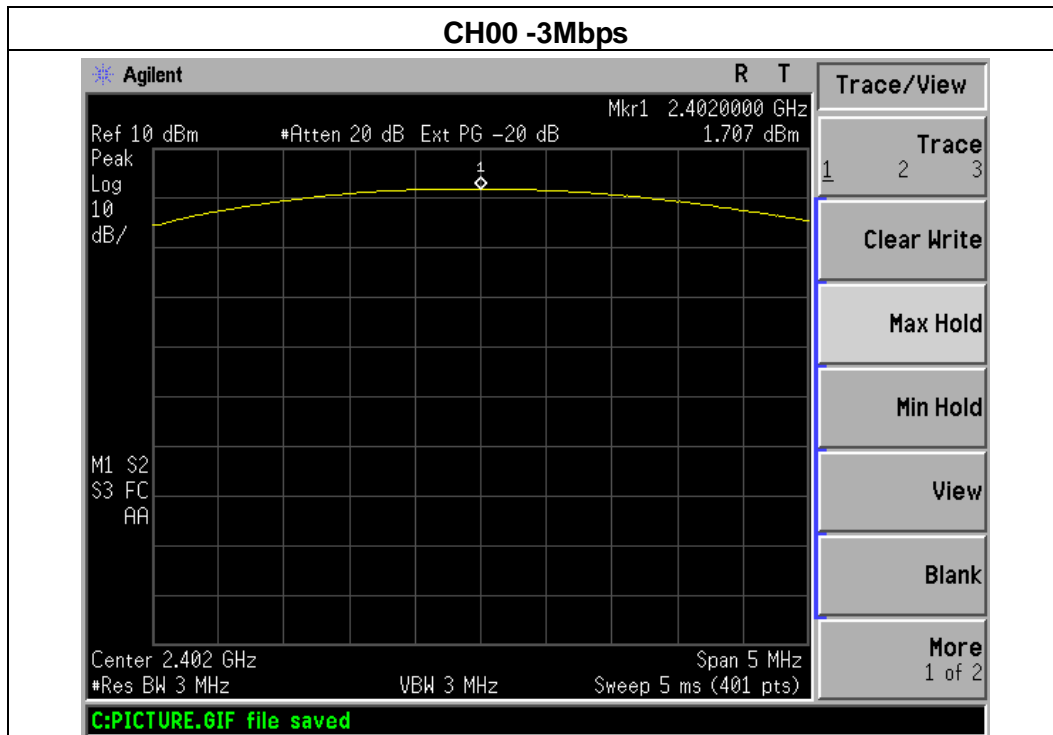 CH00 -3Mbps
Agilent R T
Mkr1 2.4020000 GHz
Ref 10 dBm #Atten 20 dB Ext PG -20 dB 1.707 dBm
Peak
Log
10
dB/
1
M1 S2
S3 FC
AA
Center 2.402 GHz Span 5 MHz
#Res BW 3 MHz VBW 3 MHz Sweep 5 ms (401 pts)
C:PICTURE.GIF file saved
Trace/View
Trace
1 2 3
Clear Write
Max Hold
Min Hold
View
Blank
More
1 of 2